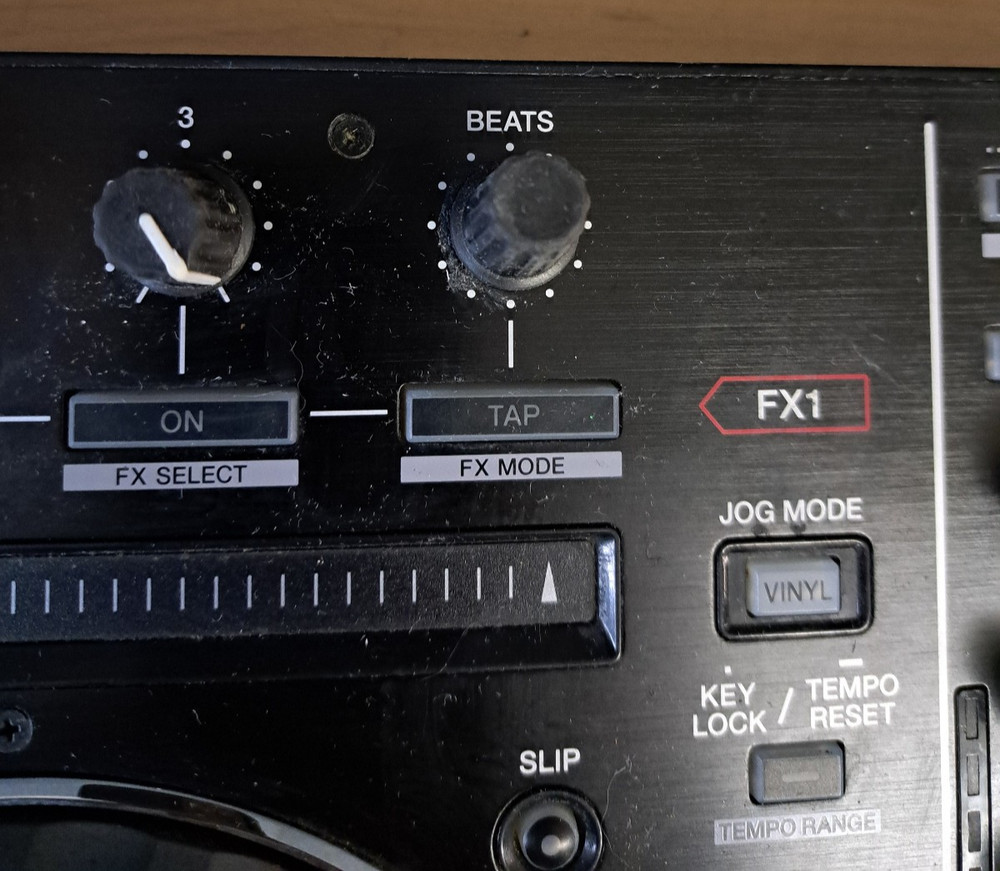 3
BEATS
ON
TAP
FX1
FX SELECT
FX MODE
JOG MODE
VINYL
KEY LOCK / TEMPO RESET
SLIP
TEMPO RANGE